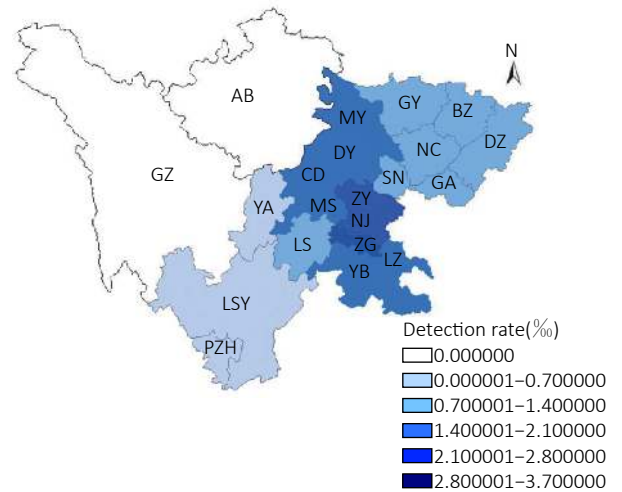 N
AB
GY
BZ
MY
DZ
DY
NC
GZ
CD
SN
GA
YA
MS
ZY
NJ
LS
ZG
LZ
YB
LSY
PZH
Detection rate(‰)
0.000000
0.000001–0.700000
0.700001–1.400000
1.400001–2.100000
2.100001–2.800000
2.800001–3.700000